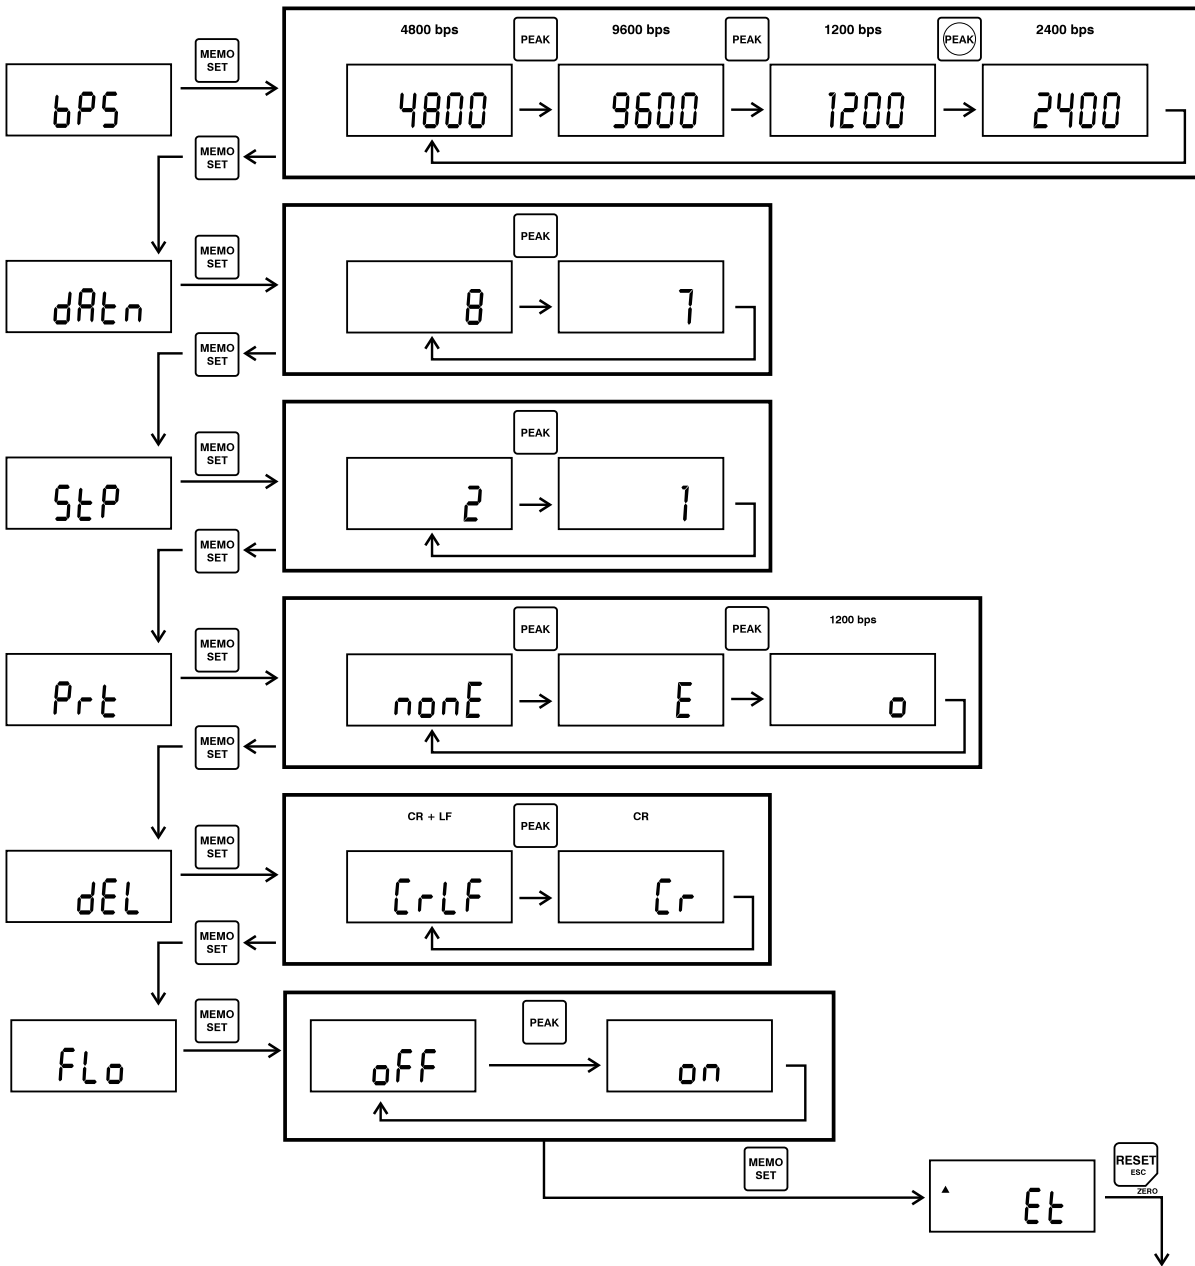 4800 bps PEAK 9600 bps PEAK 1200 bps PEAK 2400 bps
MEMO
SET
bPS 4800 9600 1200 2400
MEMO
SET
PEAK
MEMO
SET
dAtn 8 7
MEMO
SET
PEAK
MEMO
SET
StP 2 1
MEMO
SET
PEAK PEAK 1200 bps
MEMO
SET
Prt nonE E o
MEMO
SET
CR + LF PEAK CR
MEMO
SET
dEL CrLF Cr
MEMO
SET
PEAK
MEMO
SET
FLo oFF on
MEMO
SET
RESET
ESC
ZERO
Et